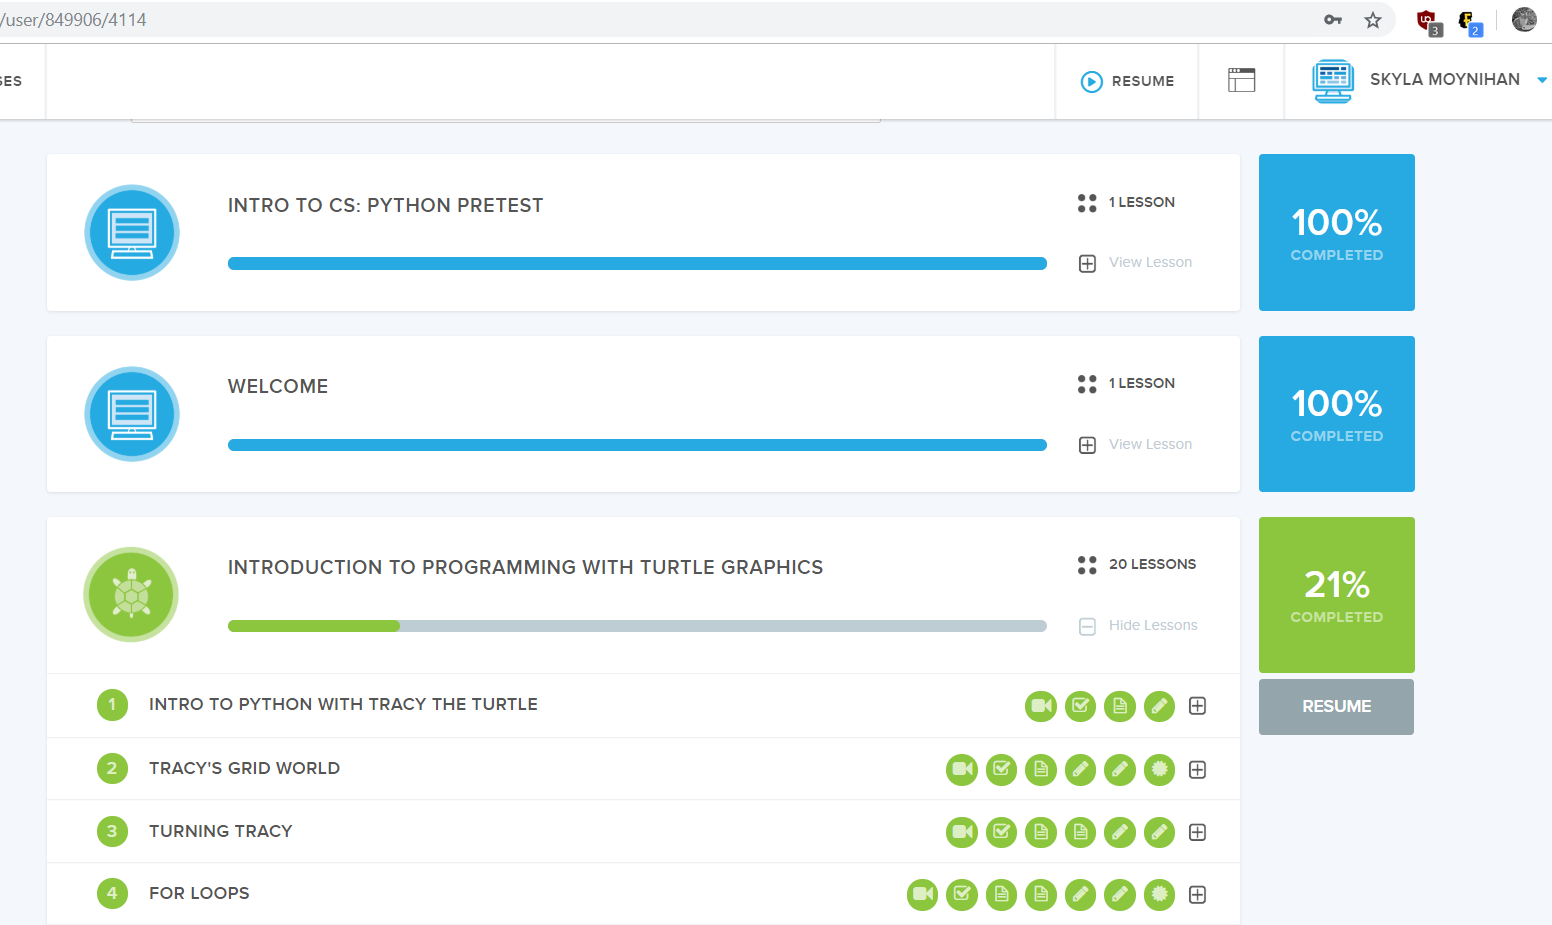 /user/849906/4114
3
2
SES
RESUME
SKYLA MOYNIHAN
INTRO TO CS: PYTHON PRETEST
1 LESSON
View Lesson
100%
COMPLETED
WELCOME
1 LESSON
View Lesson
100%
COMPLETED
INTRODUCTION TO PROGRAMMING WITH TURTLE GRAPHICS
20 LESSONS
Hide Lessons
21%
COMPLETED
RESUME
1 INTRO TO PYTHON WITH TRACY THE TURTLE
2 TRACY'S GRID WORLD
3 TURNING TRACY
4 FOR LOOPS